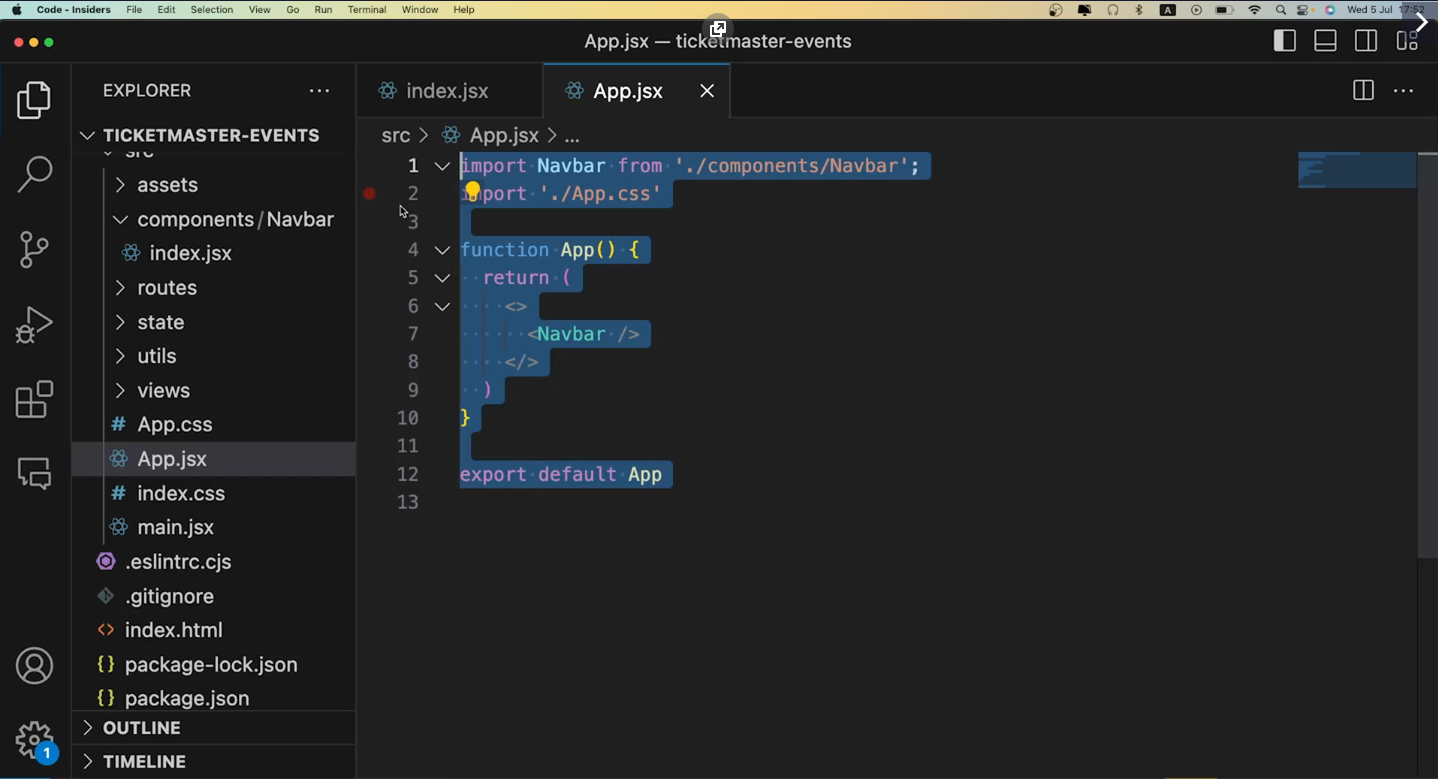 Code - Insiders File Edit Selection View Go Run Terminal Window Help A Wed 5 Jul 17:52
App.jsx — ticketmaster-events
EXPLORER
TICKETMASTER-EVENTS
src
assets
components / Navbar
index.jsx
routes
state
utils
views
# App.css
App.jsx
# index.css
main.jsx
.eslintrc.cjs
.gitignore
<> index.html
{} package-lock.json
{} package.json
OUTLINE
TIMELINE
1
index.jsx App.jsx
src > App.jsx > ...
1 import Navbar from './components/Navbar';
2 import './App.css'
3
4 function App() {
5 return (
6 <>
7 <Navbar />
8 </>
9 )
10 }
11
12 export default App
13